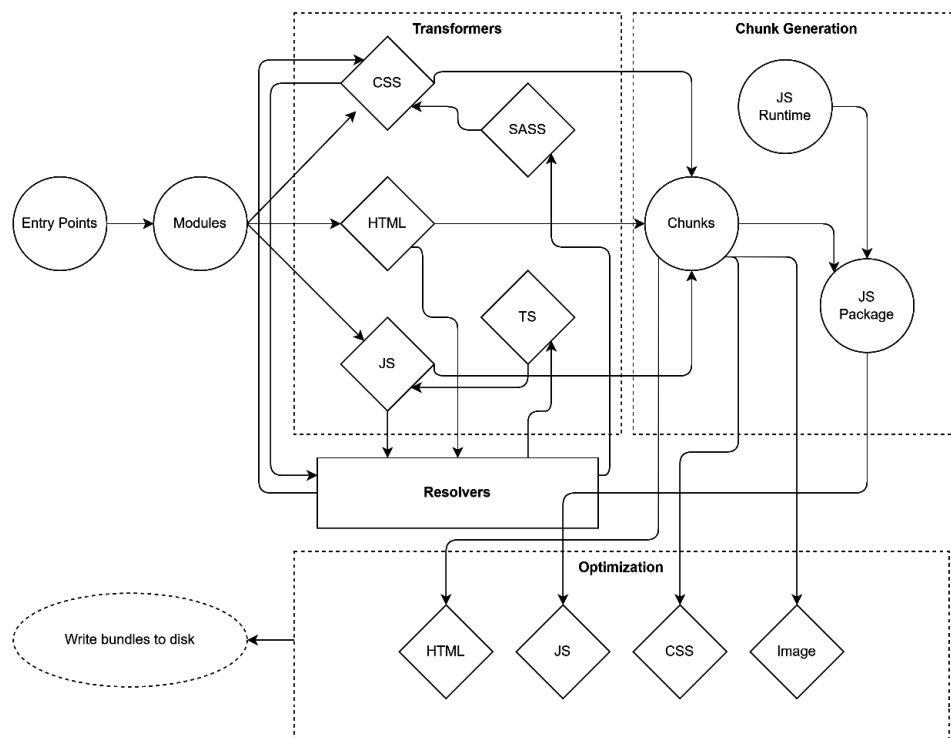 Transformers
Chunk Generation
CSS
SASS
JS
Runtime
Entry Points
Modules
HTML
Chunks
TS
JS
Package
JS
Resolvers
Optimization
Write bundles to disk
HTML
JS
CSS
Image